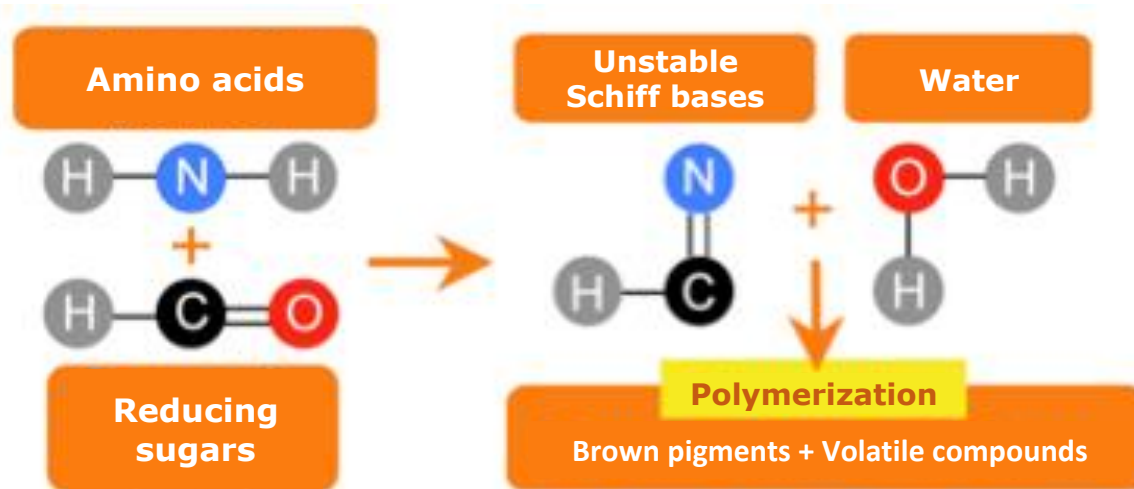 Amino acids
H N H
+
H C O
Reducing
sugars
Unstable
Schiff bases
N
H C
+
Water
O H
H
Polymerization
Brown pigments + Volatile compounds